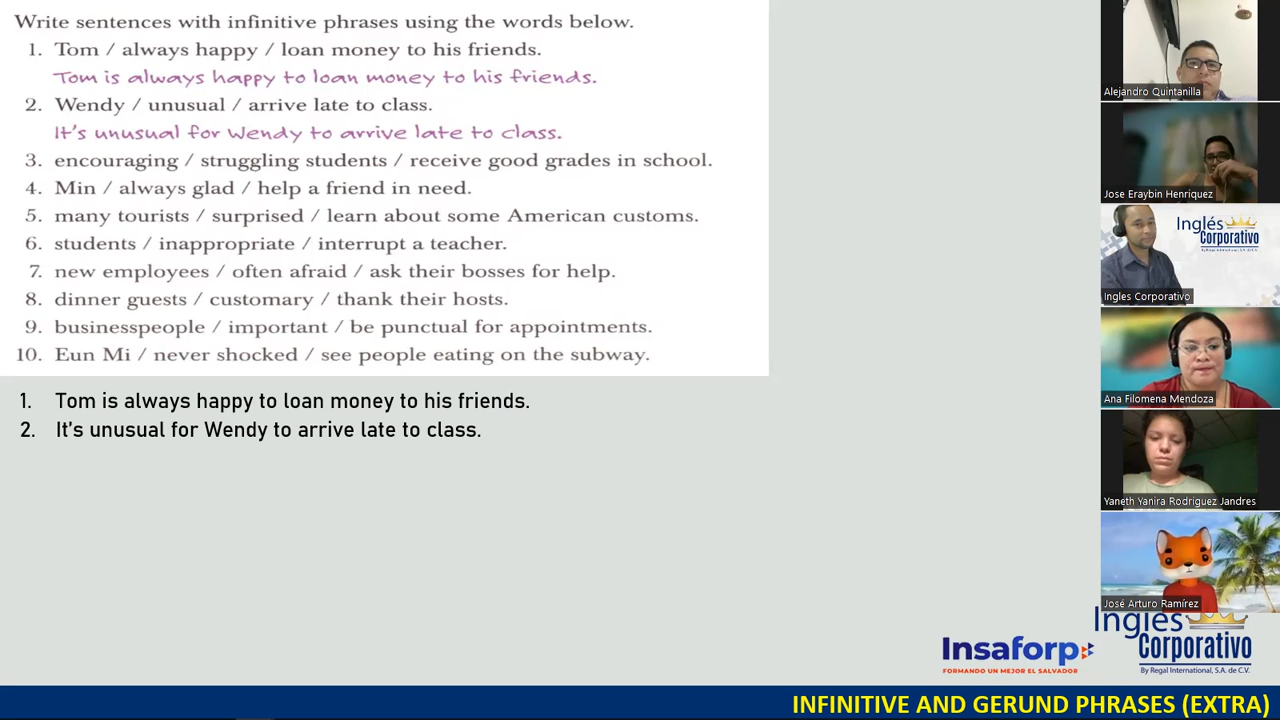 Write sentences with infinitive phrases using the words below.
1. Tom / always happy / loan money to his friends.
Tom is always happy to loan money to his friends.
2. Wendy / unusual / arrive late to class.
It's unusual for Wendy to arrive late to class.
3. encouraging / struggling students / receive good grades in school.
4. Min / always glad / help a friend in need.
5. many tourists / surprised / learn about some American customs.
6. students / inappropriate / interrupt a teacher.
7. new employees / often afraid / ask their bosses for help.
8. dinner guests / customary / thank their hosts.
9. businesspeople / important / be punctual for appointments.
10. Eun Mi / never shocked / see people eating on the subway.
1. Tom is always happy to loan money to his friends.
2. It's unusual for Wendy to arrive late to class.
Alejandro Quintanilla
Jose Eraybin Henriquez
Inglés
Corporativo
By Regal International, S.A. de C.V.
Ingles Corporativo
Ana Filomena Mendoza
Yaneth Yanira Rodriguez Jandres
José Arturo Ramírez
Insaforp
FORMANDO UN MEJOR EL SALVADOR
Inglés
Corporativo
By Regal International, S.A. de C.V.
INFINITIVE AND GERUND PHRASES (EXTRA)